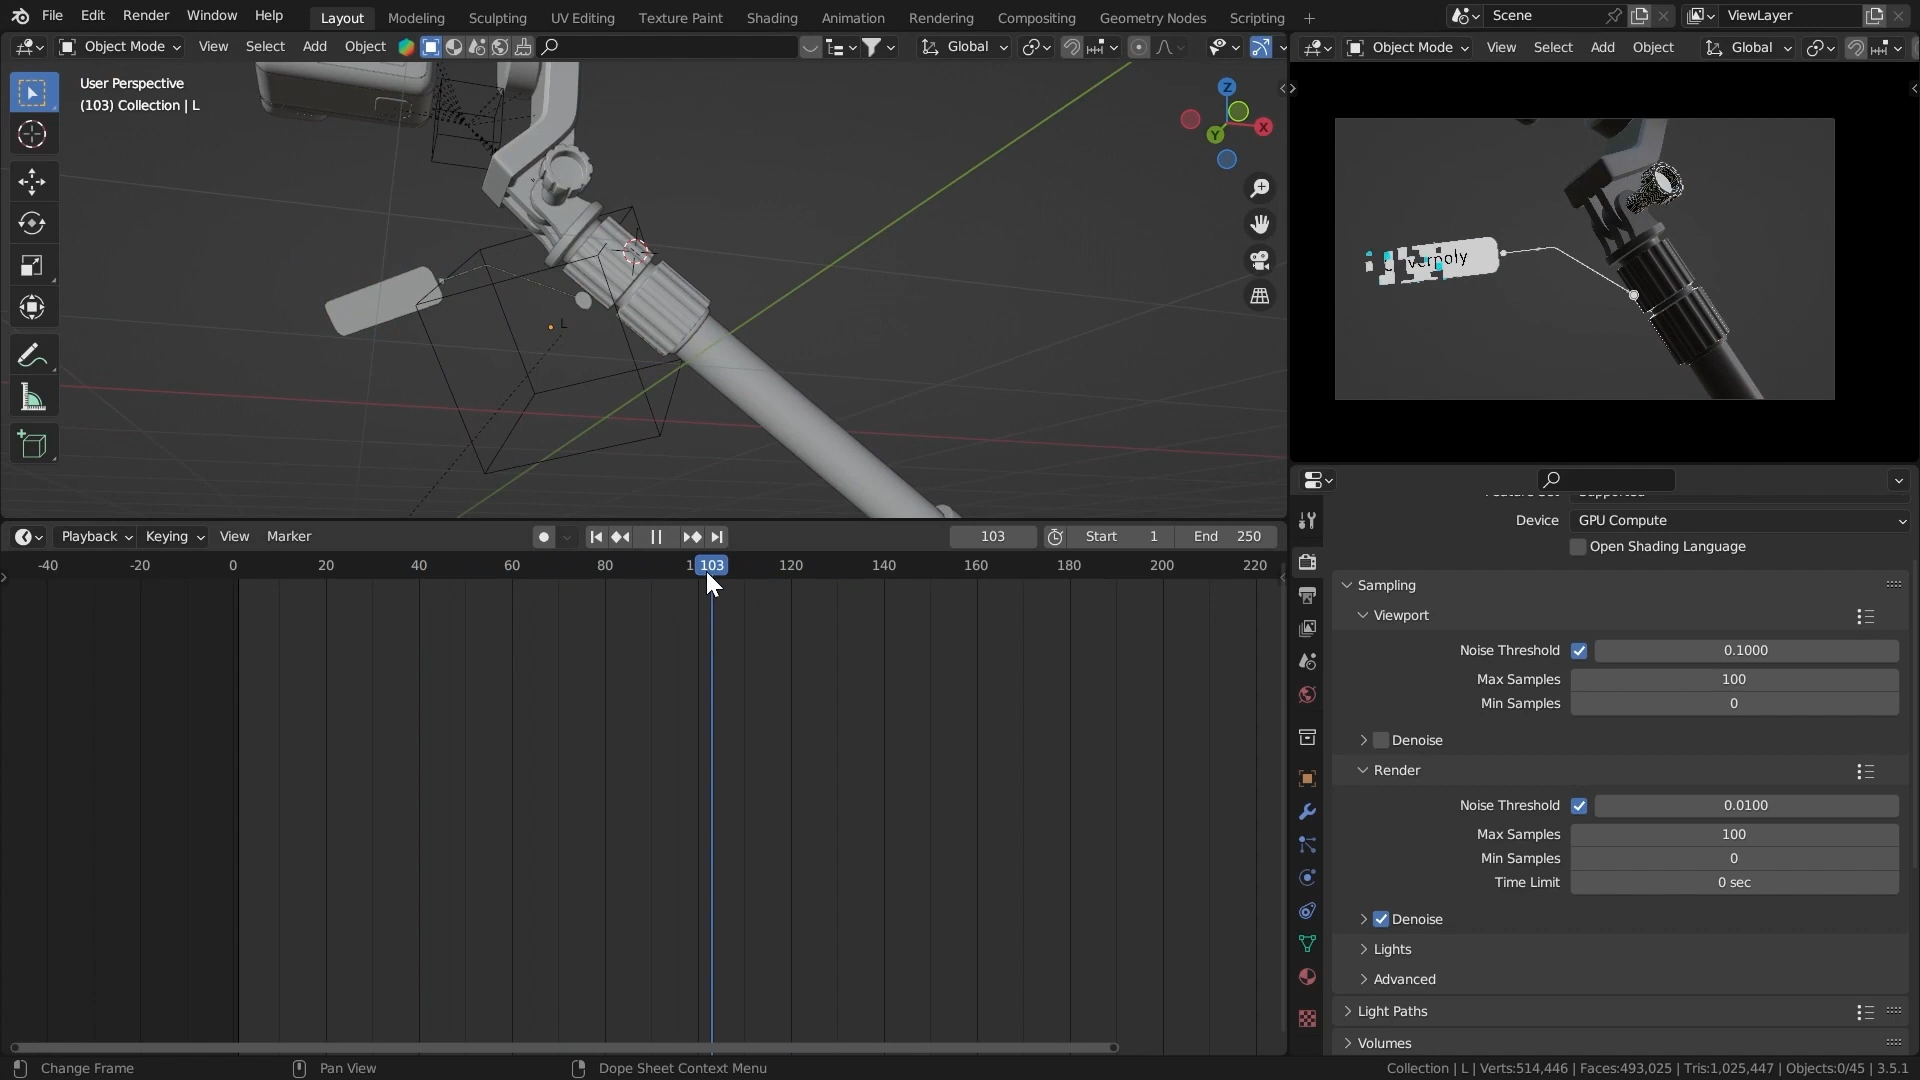 File Edit Render Window Help Layout Modeling Sculpting UV Editing Texture Paint Shading Animation Rendering Compositing Geometry Nodes Scripting Scene ViewLayer
Object Mode View Select Add Object Global Object Mode View Select Add Object Global
User Perspective
(103) Collection | L
Z
X
Y
L
verpoly
Playback Keying View Marker 103 Start 1 End 250
-40 -20 0 20 40 60 80 103 120 140 160 180 200 220
Device GPU Compute
Open Shading Language
Sampling
Viewport
Noise Threshold 0.1000
Max Samples 100
Min Samples 0
Denoise
Render
Noise Threshold 0.0100
Max Samples 100
Min Samples 0
Time Limit 0 sec
Denoise
Lights
Advanced
Light Paths
Volumes
Change Frame Pan View Dope Sheet Context Menu Collection | L | Verts:514,446 | Faces:493,025 | Tris:1,025,447 | Objects:0/45 | 3.5.1